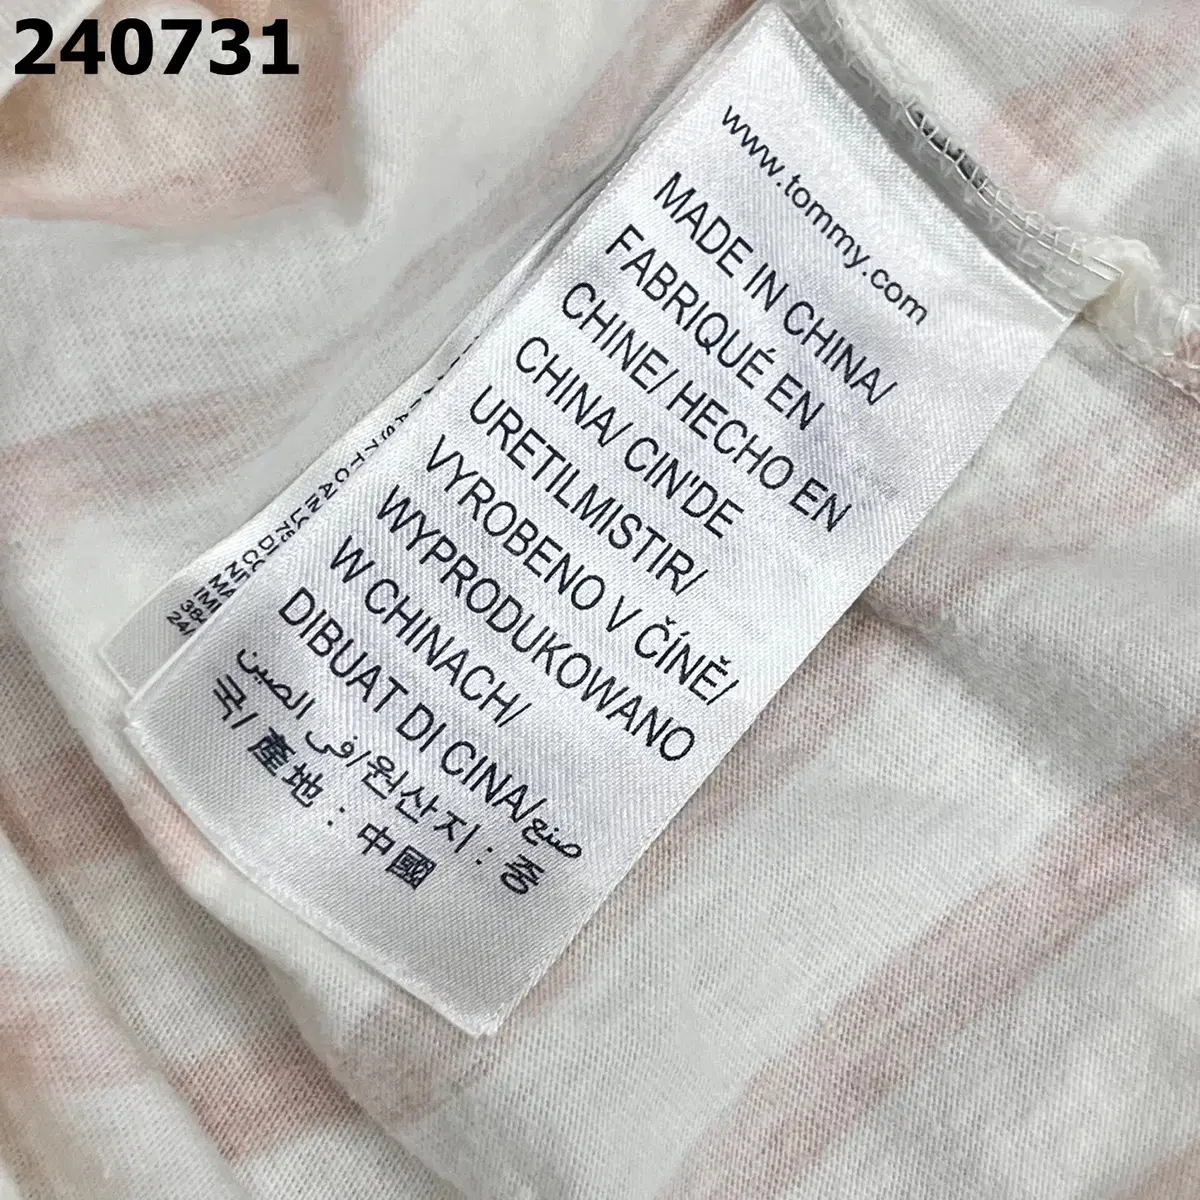 240731
www.tommy.com
MADE IN CHINA/
FABRIQUÉ EN
CHINE/ HECHO EN
CHINA/ CIN'DE
URETILMISTIR/
VYROBENO V ČÍNĚ/
WYPRODUKOWANO
W CHINACH/
DIBUAT DI CINA/صنع
في الصين/원산지 : 중
국/ 產地 : 中國